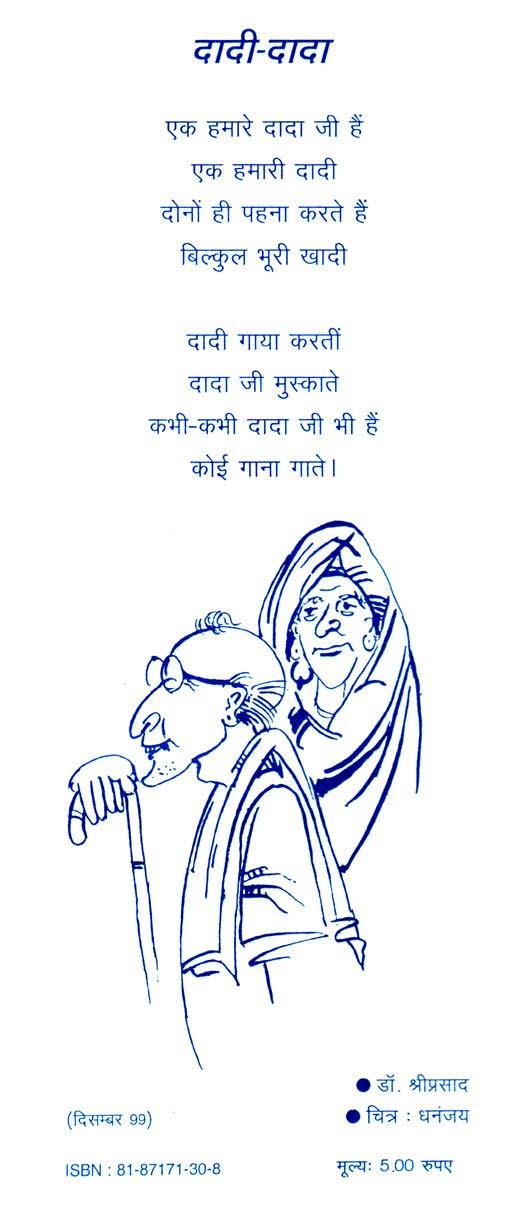 दादी-दादा
एक हमारे दादा जी हैं
एक हमारी दादी
दोनों ही पहना करते हैं
बिल्कुल भूरी खादी
दादी गाया करतीं
दादा जी मुस्काते
कभी-कभी दादा जी भी हैं
कोई गाना गाते।
● डॉ. श्रीप्रसाद
(दिसम्बर 99)
● चित्र : धनंजय
ISBN : 81-87171-30-8
मूल्यः 5.00 रुपए